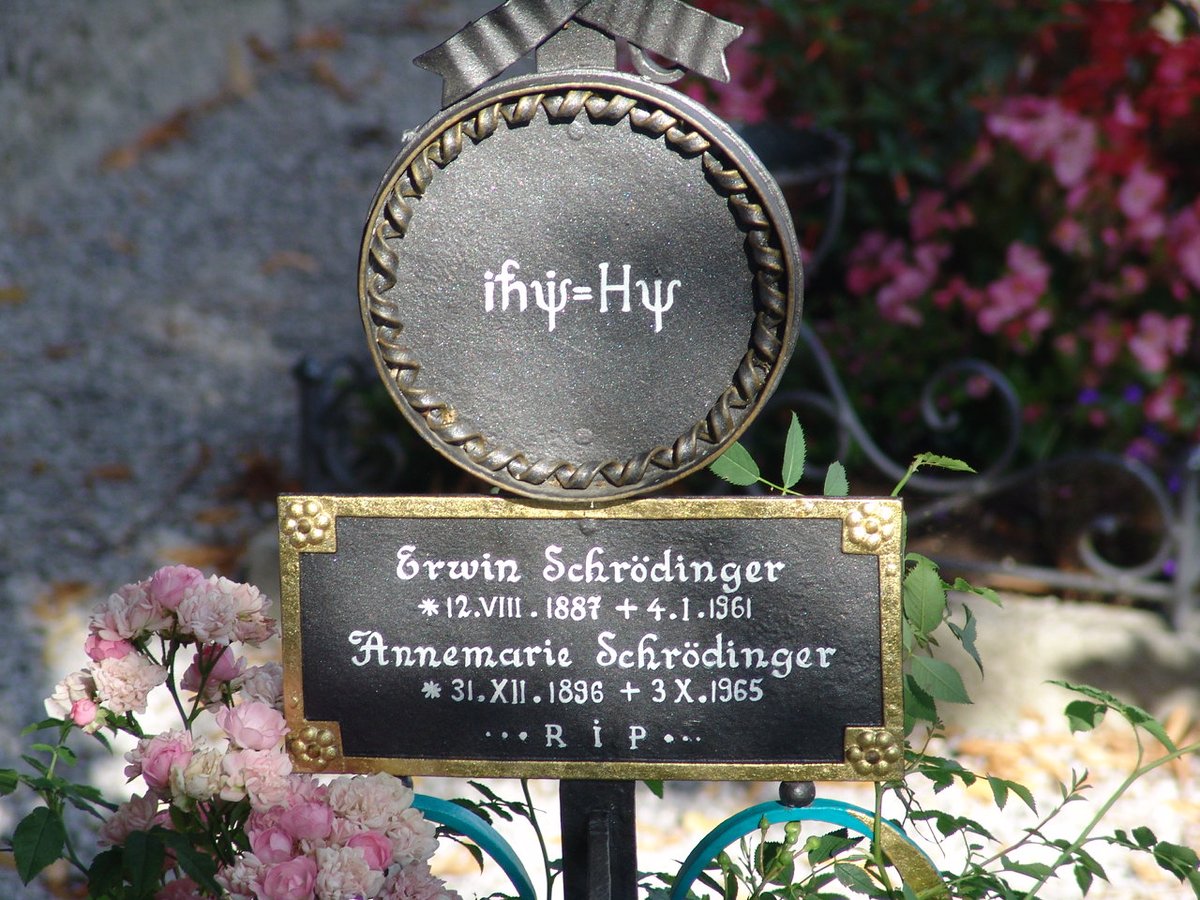 iħψ̇=Hψ
Erwin Schrödinger
*12.VIII.1887 + 4.1.1961
Annemarie Schrödinger
* 31.XII.1896 + 3 X.1965
... R i P ...